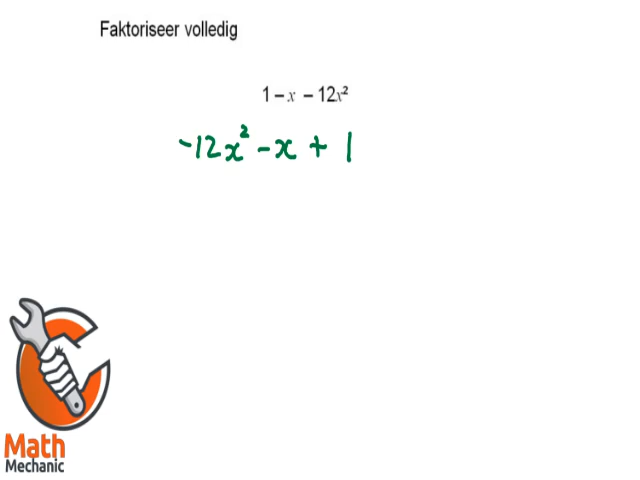 Faktoriseer volledig
1 – x – 12x²
-12x² - x + 1
Math
Mechanic